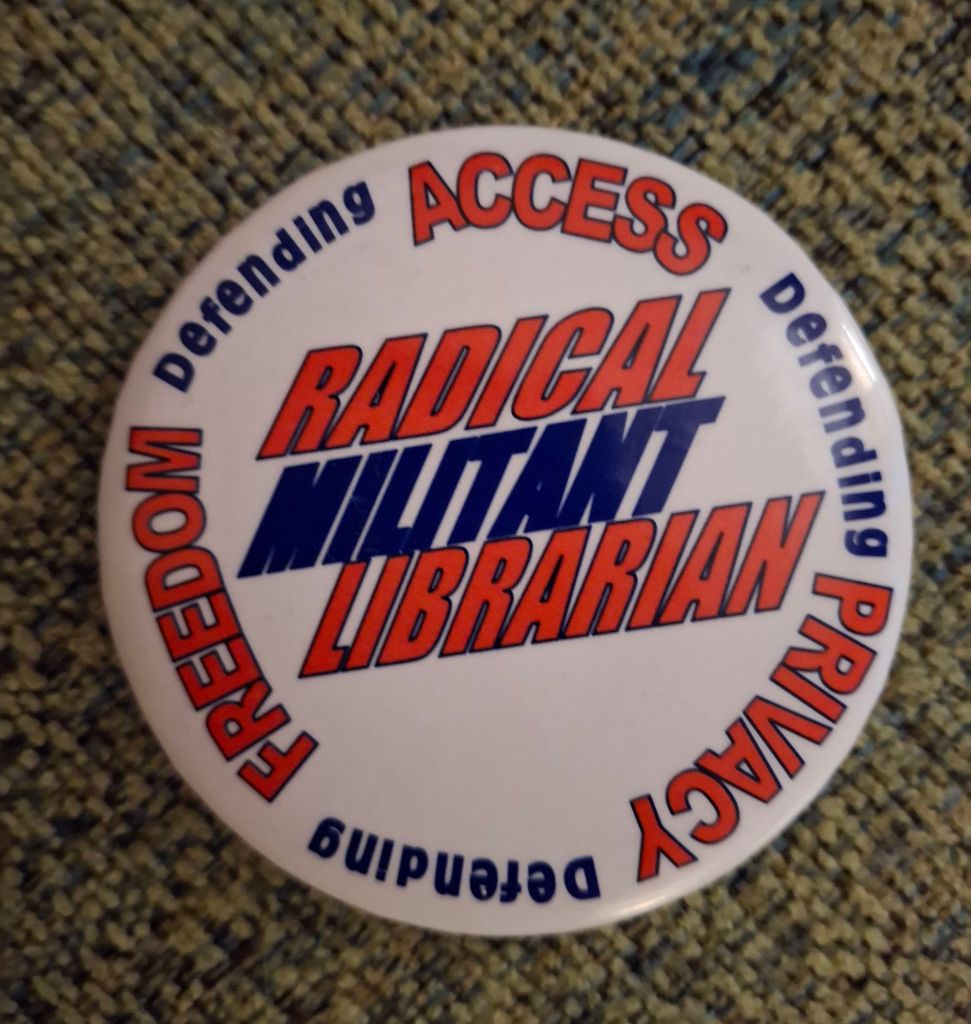 Defending ACCESS
Defending PRIVACY
Defending FREEDOM
RADICAL
MILITANT
LIBRARIAN